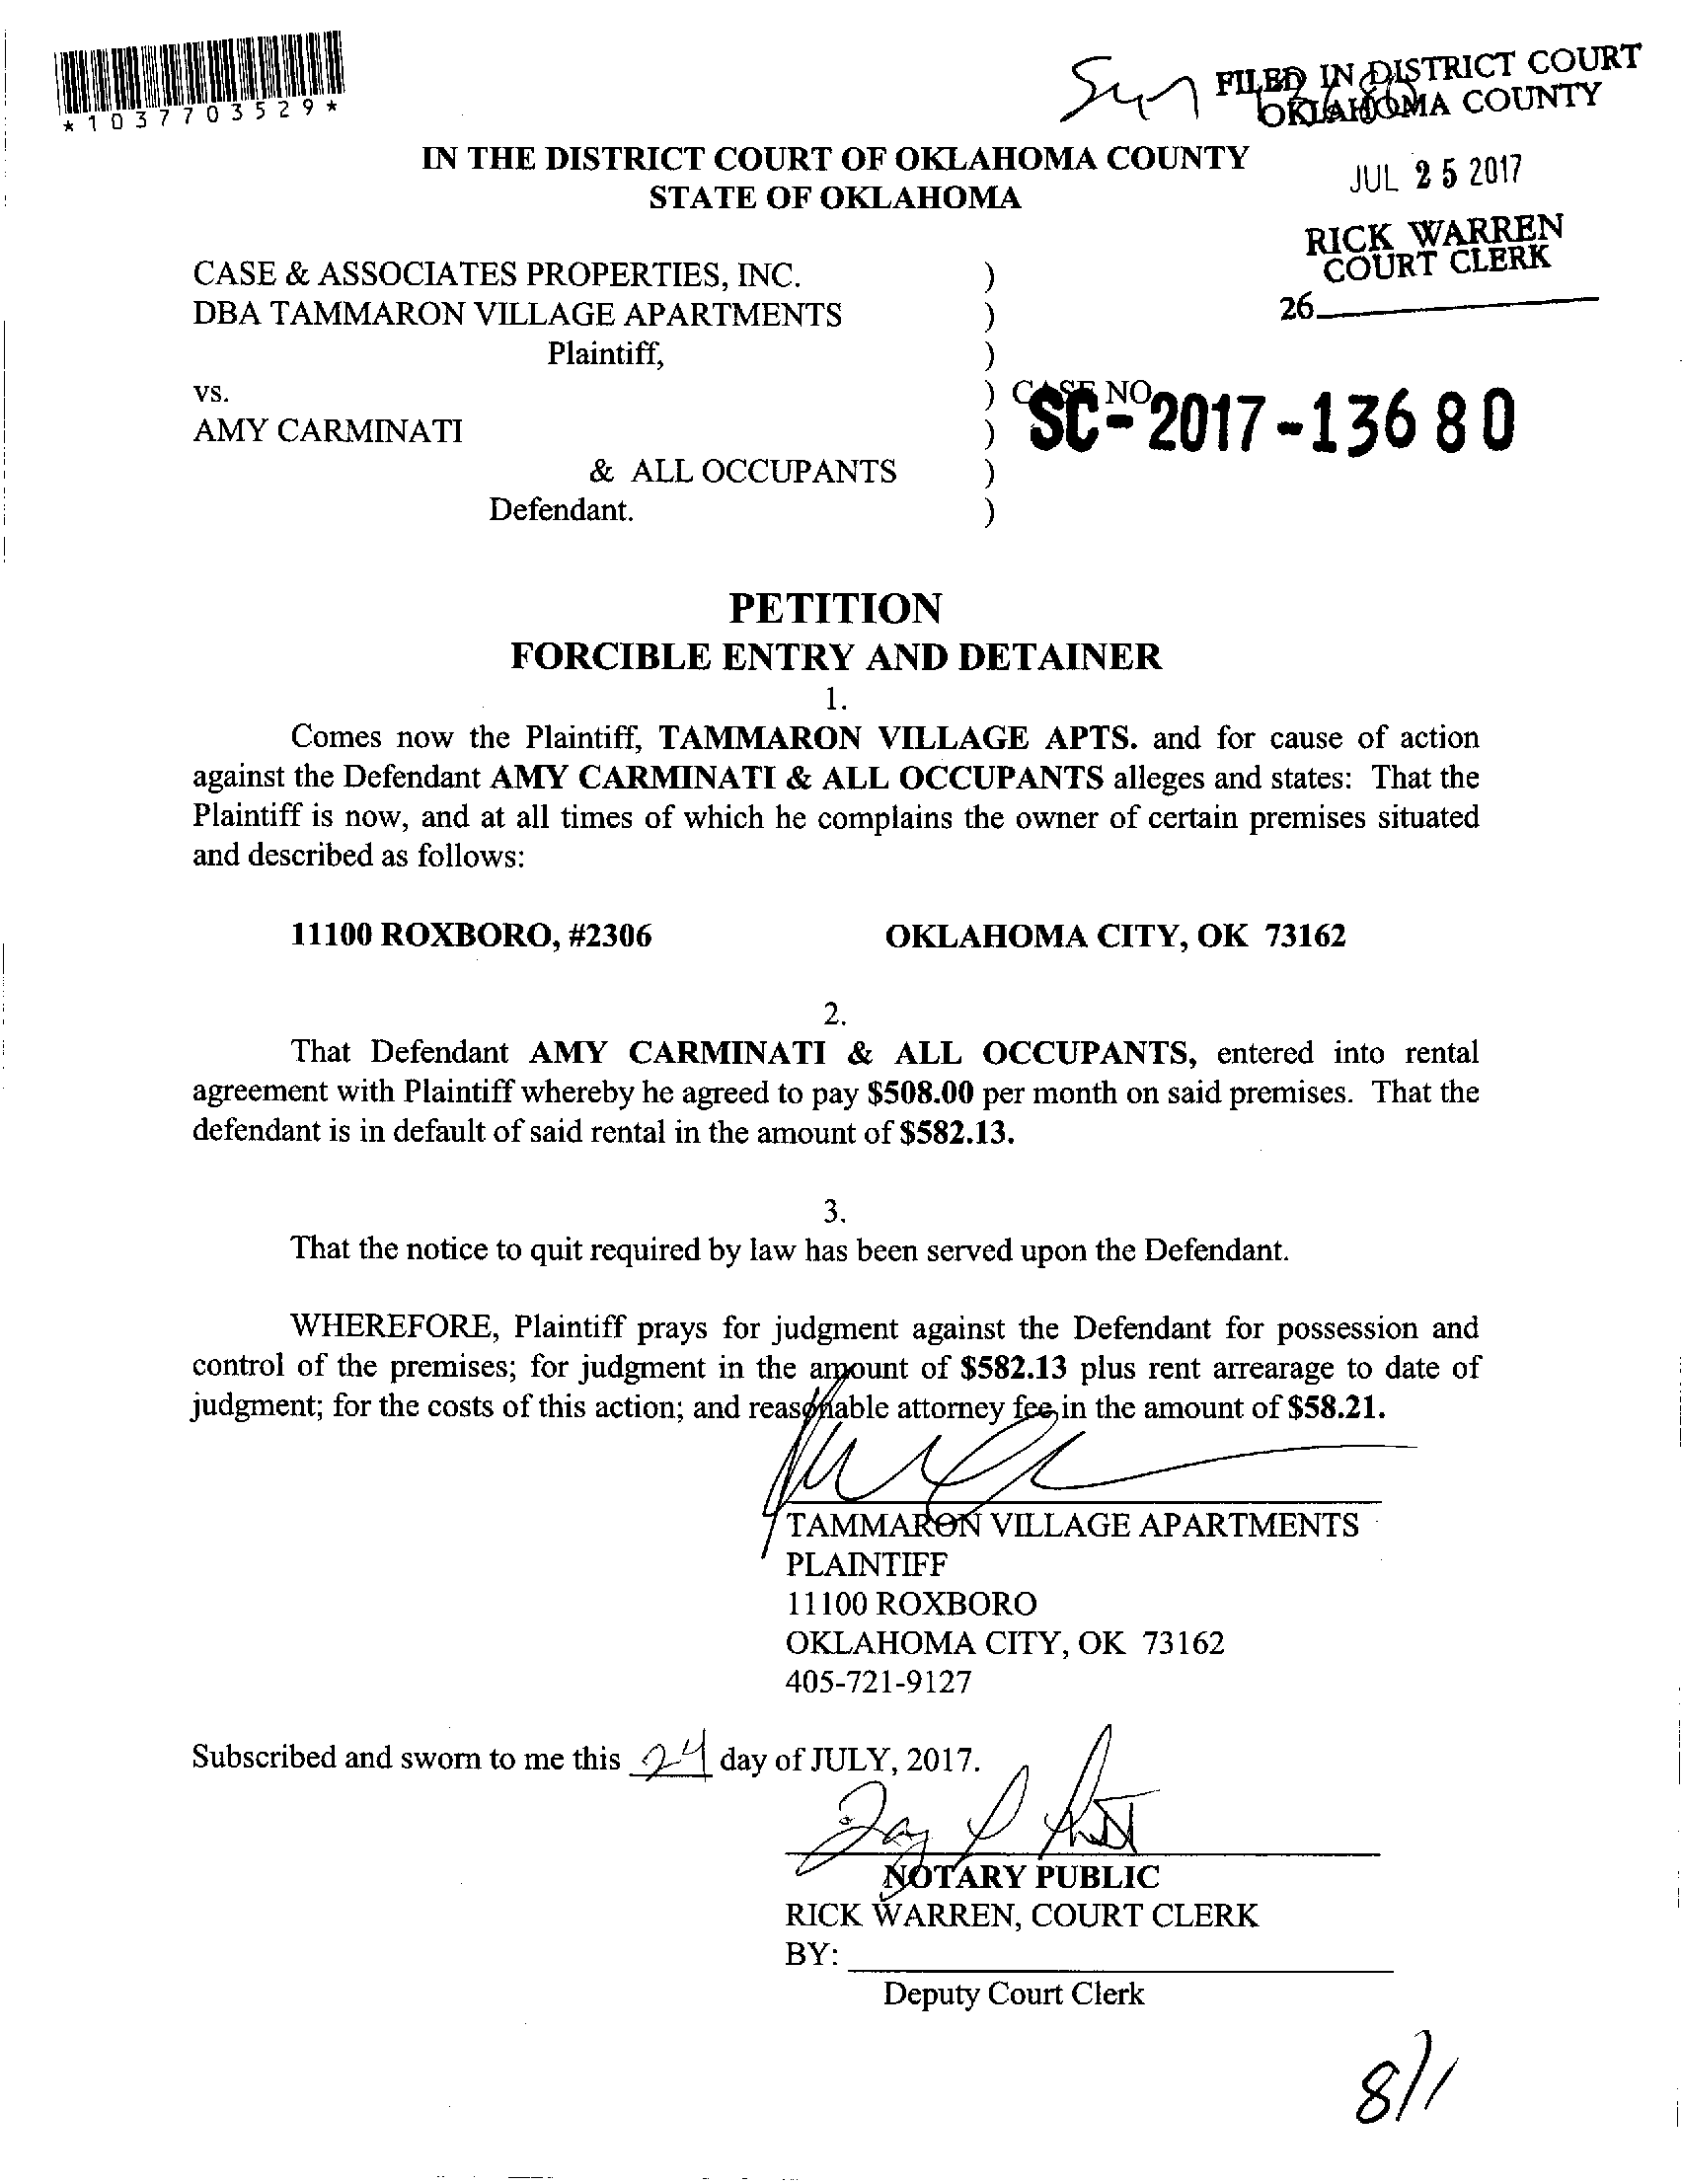 *1037703529*
FILED IN DISTRICT COURT
OKLAHOMA COUNTY
JUL 25 2017
RICK WARREN
COURT CLERK
26
IN THE DISTRICT COURT OF OKLAHOMA COUNTY
STATE OF OKLAHOMA
CASE & ASSOCIATES PROPERTIES, INC. )
DBA TAMMARON VILLAGE APARTMENTS )
Plaintiff, )
vs. ) CASE NO. SC-2017-13680
AMY CARMINATI )
& ALL OCCUPANTS )
Defendant. )
PETITION
FORCIBLE ENTRY AND DETAINER
1.
Comes now the Plaintiff, TAMMARON VILLAGE APTS. and for cause of action
against the Defendant AMY CARMINATI & ALL OCCUPANTS alleges and states: That the
Plaintiff is now, and at all times of which he complains the owner of certain premises situated
and described as follows:
11100 ROXBORO, #2306 OKLAHOMA CITY, OK 73162
2.
That Defendant AMY CARMINATI & ALL OCCUPANTS, entered into rental
agreement with Plaintiff whereby he agreed to pay $508.00 per month on said premises. That the
defendant is in default of said rental in the amount of $582.13.
3.
That the notice to quit required by law has been served upon the Defendant.
WHEREFORE, Plaintiff prays for judgment against the Defendant for possession and
control of the premises; for judgment in the amount of $582.13 plus rent arrearage to date of
judgment; for the costs of this action; and reasonable attorney fee in the amount of $58.21.
TAMMARON VILLAGE APARTMENTS
PLAINTIFF
11100 ROXBORO
OKLAHOMA CITY, OK 73162
405-721-9127
Subscribed and sworn to me this 24 day of JULY, 2017.
NOTARY PUBLIC
RICK WARREN, COURT CLERK
BY:
Deputy Court Clerk
8/1